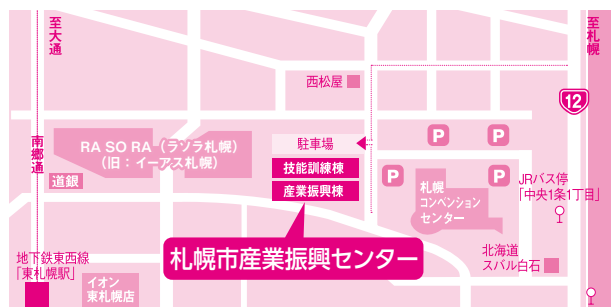 至大通
至札幌
西松屋
12
南郷通
RA SO RA（ラソラ札幌）
（旧：イーアス札幌）
駐車場
P
P
技能訓練棟
道銀
P
P
産業振興棟
札幌
コンベンション
センター
JRバス停
「中央1条1丁目」
札幌市産業振興センター
地下鉄東西線
「東札幌駅」
イオン
東札幌店
北海道
スバル白石